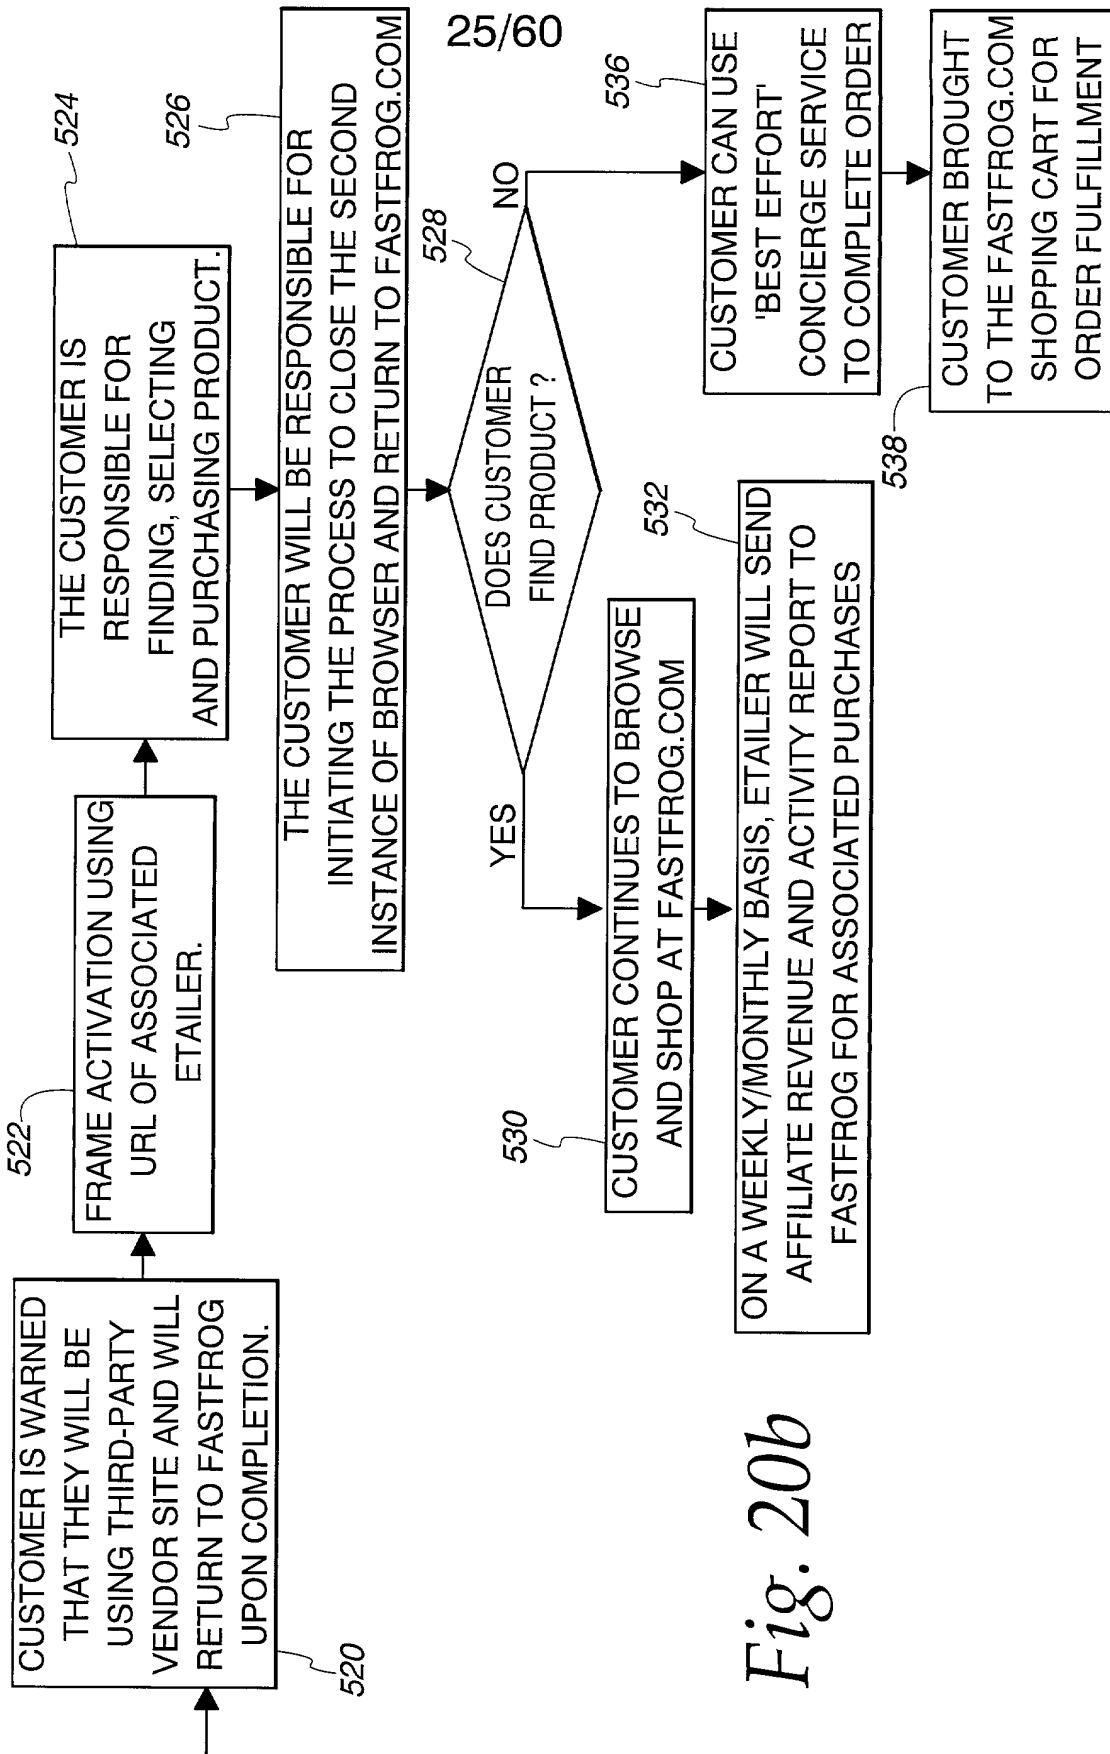 25/60
CUSTOMER IS WARNED
THAT THEY WILL BE
USING THIRD-PARTY
VENDOR SITE AND WILL
RETURN TO FASTFROG
UPON COMPLETION.
520
522
FRAME ACTIVATION USING
URL OF ASSOCIATED
ETAILER.
524
THE CUSTOMER IS
RESPONSIBLE FOR
FINDING, SELECTING
AND PURCHASING PRODUCT.
526
THE CUSTOMER WILL BE RESPONSIBLE FOR
INITIATING THE PROCESS TO CLOSE THE SECOND
INSTANCE OF BROWSER AND RETURN TO FASTFROG.COM
528
DOES CUSTOMER
FIND PRODUCT ?
YES
NO
530
CUSTOMER CONTINUES TO BROWSE
AND SHOP AT FASTFROG.COM
532
ON A WEEKLY/MONTHLY BASIS, ETAILER WILL SEND
AFFILIATE REVENUE AND ACTIVITY REPORT TO
FASTFROG FOR ASSOCIATED PURCHASES
536
CUSTOMER CAN USE
'BEST EFFORT'
CONCIERGE SERVICE
TO COMPLETE ORDER
538
CUSTOMER BROUGHT
TO THE FASTFROG.COM
SHOPPING CART FOR
ORDER FULFILLMENT
Fig. 20b